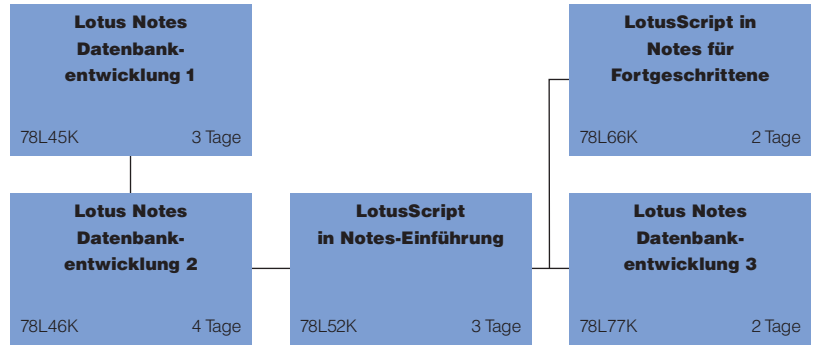 Lotus Notes
Datenbank-
entwicklung 1
78L45K 3 Tage
LotusScript in
Notes für
Fortgeschrittene
78L66K 2 Tage
Lotus Notes
Datenbank-
entwicklung 2
78L46K 4 Tage
LotusScript
in Notes-Einführung
78L52K 3 Tage
Lotus Notes
Datenbank-
entwicklung 3
78L77K 2 Tage